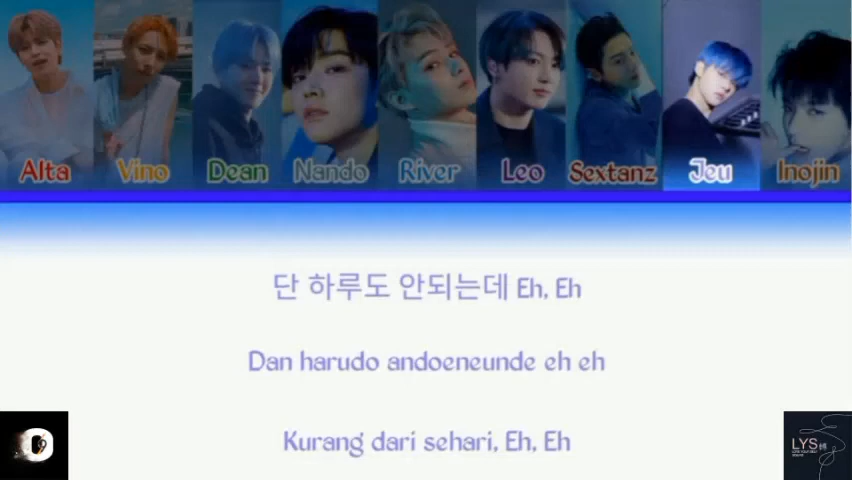 Alta Vino Dean Nando River Leo Sextanz Jeu Inojin
단 하루도 안되는데 Eh, Eh
Dan harudo andoeneunde eh eh
Kurang dari sehari, Eh, Eh
O
LYS